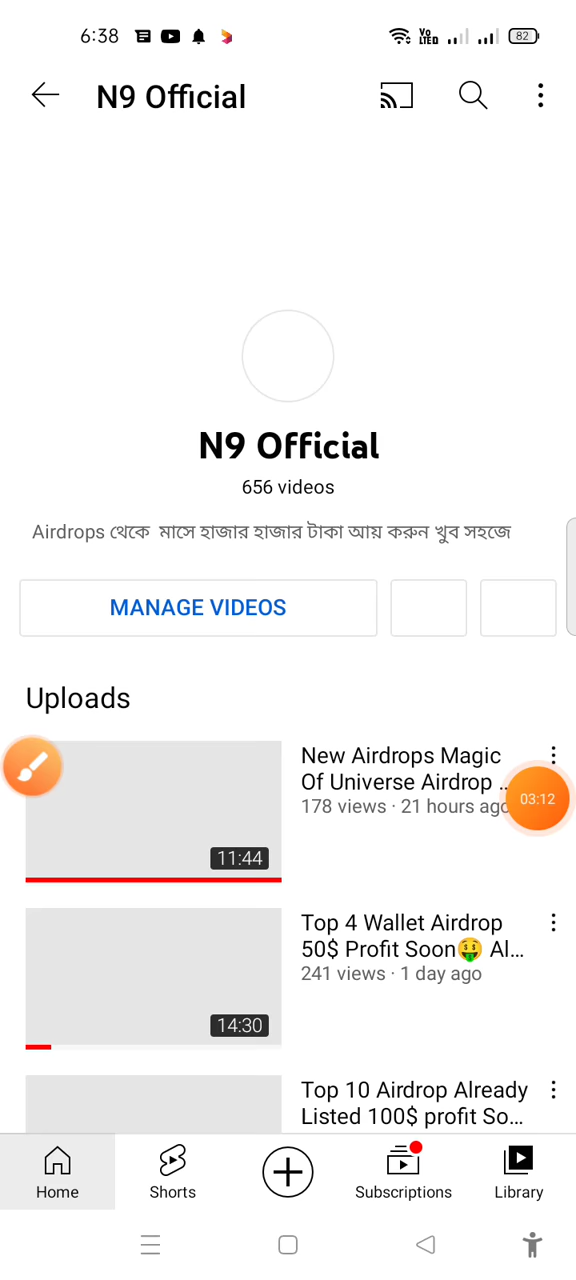 6:38
Vo LTED
82
N9 Official
N9 Official
656 videos
Airdrops থেকে মাসে হাজার হাজার টাকা আয় করুন খুব সহজে
MANAGE VIDEOS
Uploads
New Airdrops Magic
Of Universe Airdrop ..
178 views · 21 hours ago
03:12
11:44
Top 4 Wallet Airdrop
50$ Profit Soon🤑 Al...
241 views · 1 day ago
14:30
Top 10 Airdrop Already
Listed 100$ profit So...
Home
Shorts
Subscriptions
Library